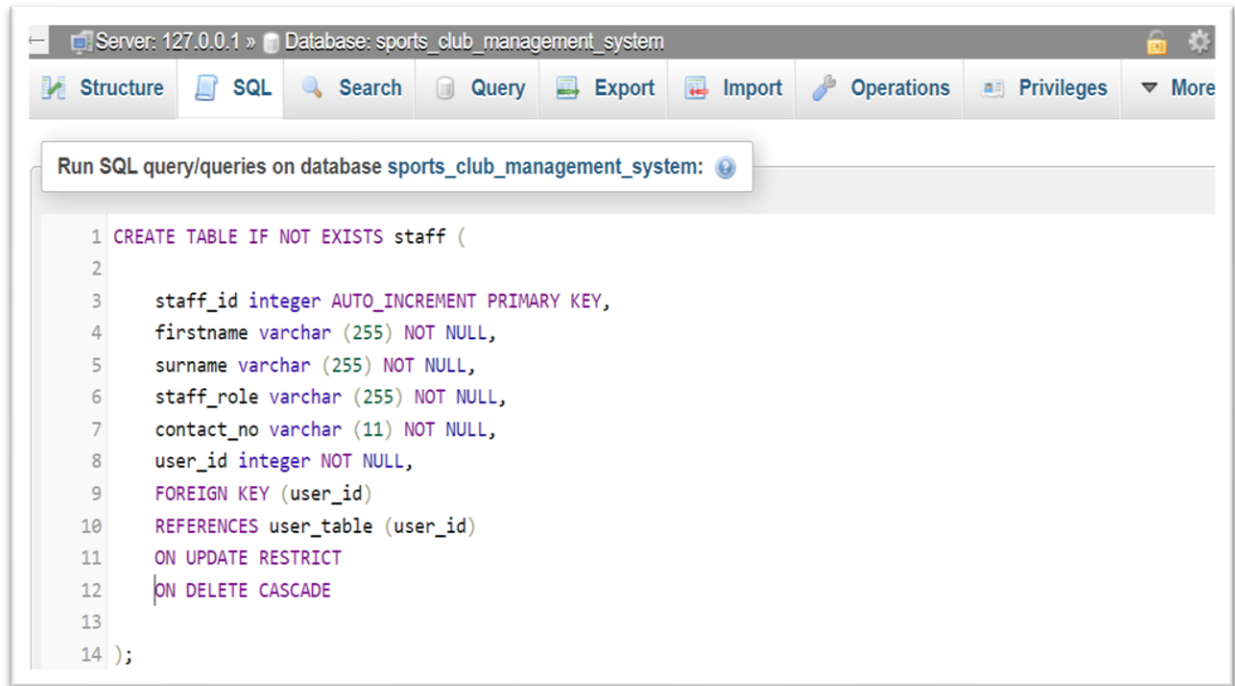 Server: 127.0.0.1 » Database: sports_club_management_system
Structure SQL Search Query Export Import Operations Privileges More
Run SQL query/queries on database sports_club_management_system:
1 CREATE TABLE IF NOT EXISTS staff (
2
3 staff_id integer AUTO_INCREMENT PRIMARY KEY,
4 firstname varchar (255) NOT NULL,
5 surname varchar (255) NOT NULL,
6 staff_role varchar (255) NOT NULL,
7 contact_no varchar (11) NOT NULL,
8 user_id integer NOT NULL,
9 FOREIGN KEY (user_id)
10 REFERENCES user_table (user_id)
11 ON UPDATE RESTRICT
12 ON DELETE CASCADE
13
14 );